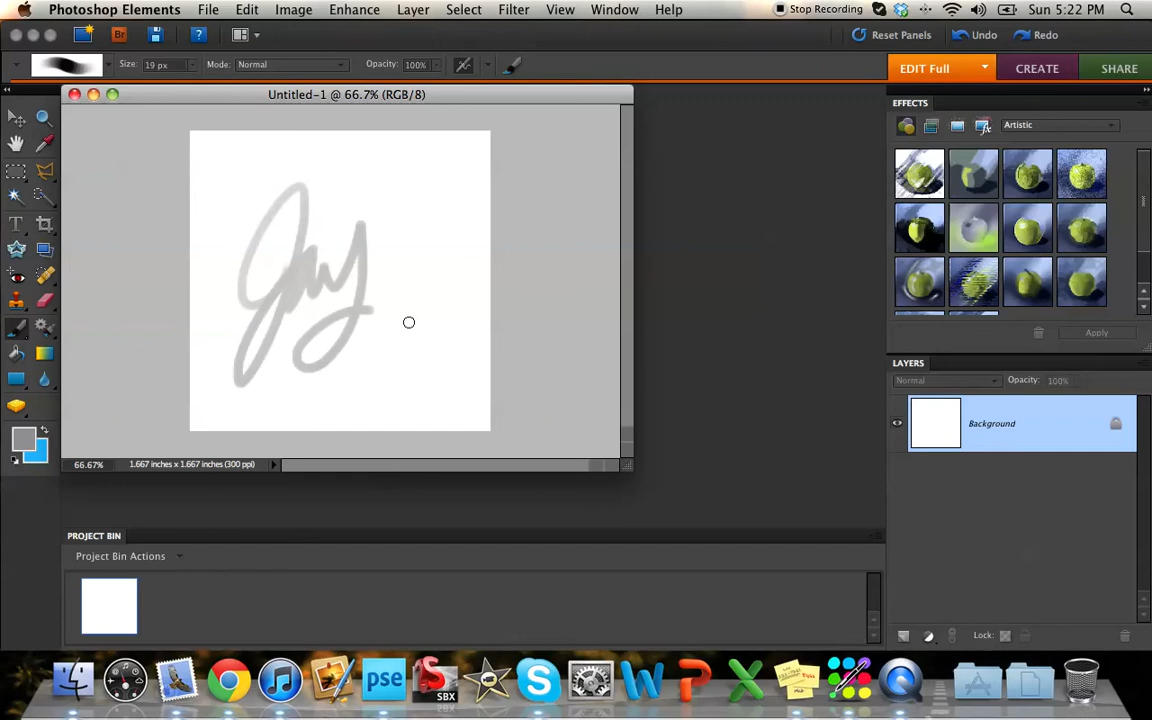 Photoshop Elements File Edit Image Enhance Layer Select Filter View Window Help Stop Recording Sun 5:22 PM
Br ? Reset Panels Undo Redo
Size: 19 px Mode: Normal Opacity: 100% EDIT Full CREATE SHARE
Untitled-1 @ 66.7% (RGB/8)
EFFECTS
Artistic
T
Jay
Apply
LAYERS
Normal Opacity: 100%
Background
66.67% 1.667 inches x 1.667 inches (300 ppi)
PROJECT BIN
Project Bin Actions
Lock:
pse SBX S W P X